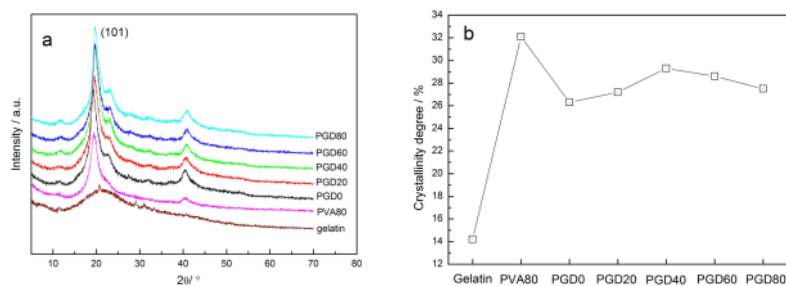 a
(101)
Intensity / a.u.
PGD80
PGD60
PGD40
PGD20
PGD0
PVA80
gelatin
10 20 30 40 50 60 70 80
2θ/ °
b
Crystallinity degree / %
34
32
30
28
26
24
22
20
18
16
14
12
Gelatin PVA80 PGD0 PGD20 PGD40 PGD60 PGD80